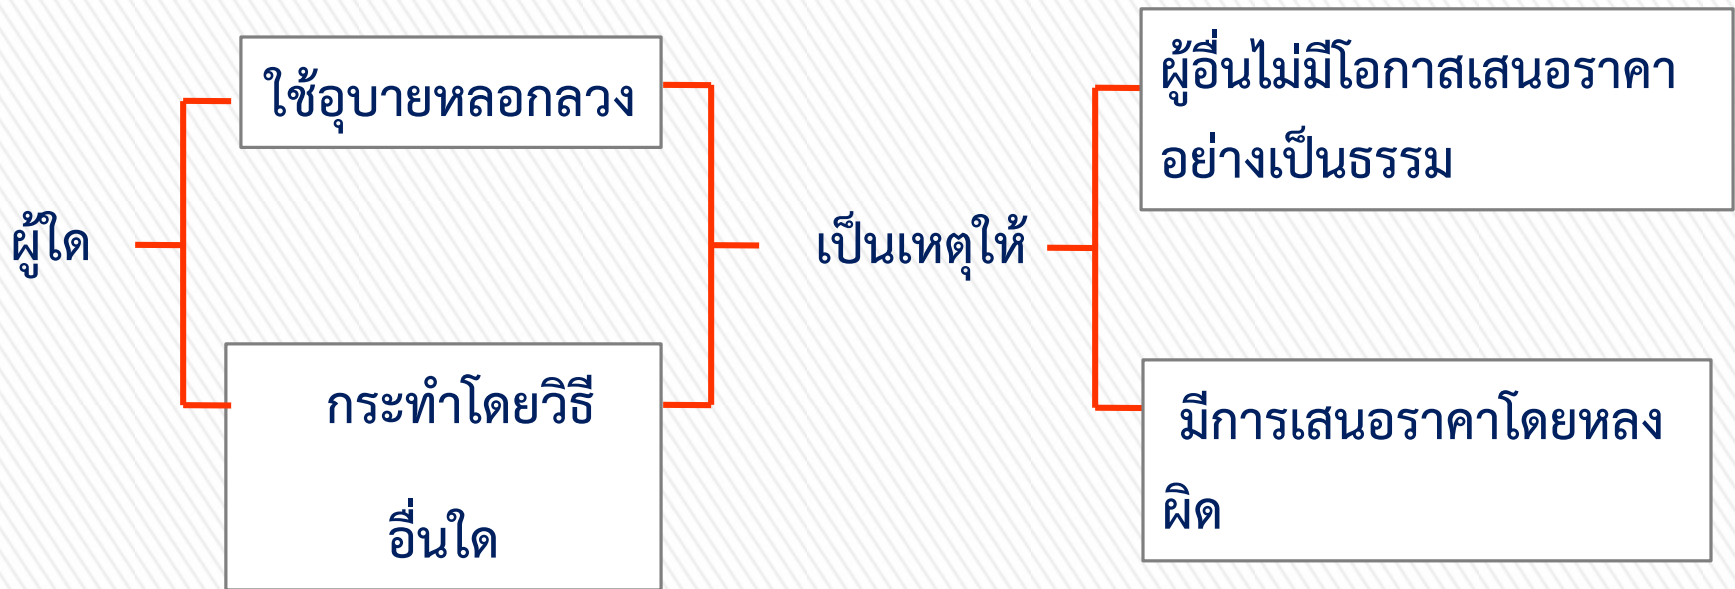 ผู้ใด
ใช้อุบายหลอกลวง
กระทำโดยวิธี
อื่นใด
เป็นเหตุให้
ผู้อื่นไม่มีโอกาสเสนอราคา
อย่างเป็นธรรม
มีการเสนอราคาโดยหลง
ผิด